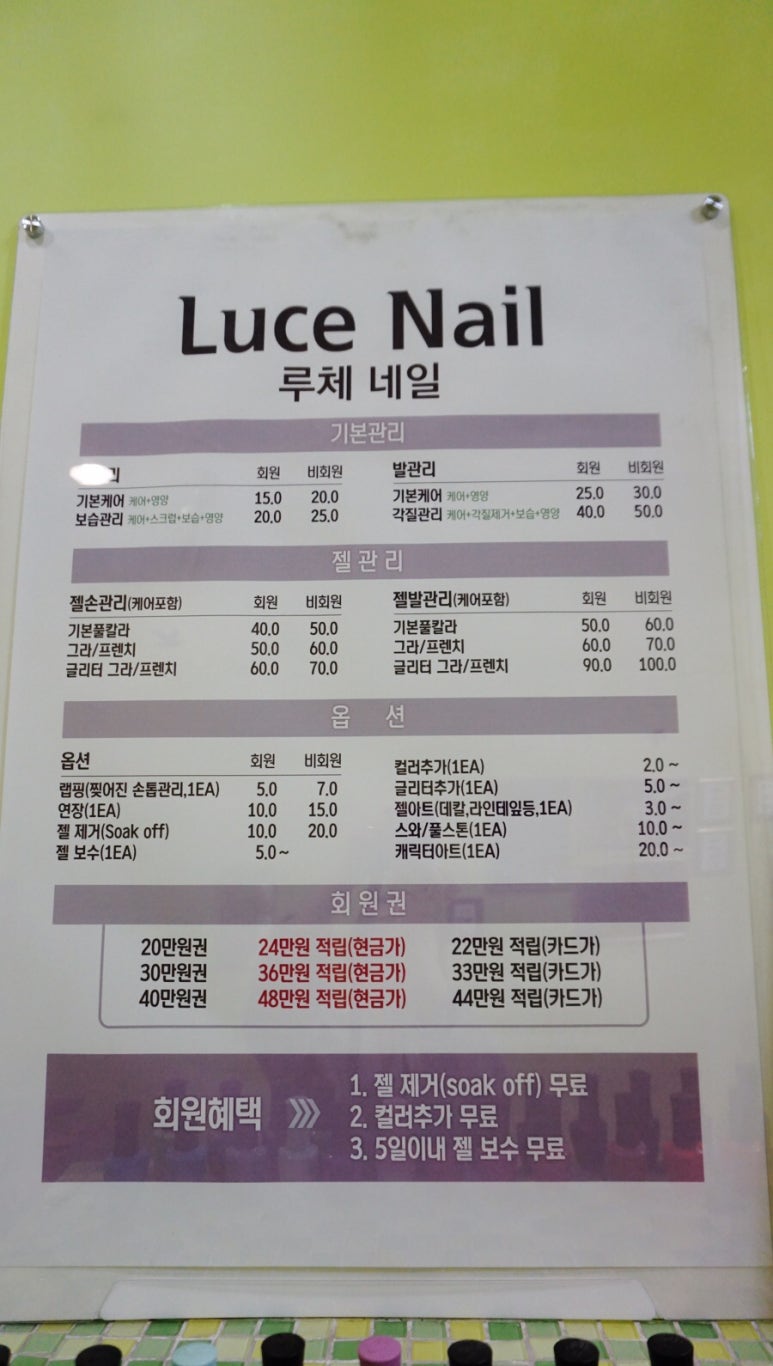 Luce Nail
루체 네일
기본관리
리 회원 비회원
기본케어 케어+영양 15.0 20.0
보습관리 케어+스크럽+보습+영양 20.0 25.0
발관리 회원 비회원
기본케어 케어+영양 25.0 30.0
각질관리 케어+각질제거+보습+영양 40.0 50.0
젤관리
젤손관리(케어포함) 회원 비회원
기본풀칼라 40.0 50.0
그라/프렌치 50.0 60.0
글리터 그라/프렌치 60.0 70.0
젤발관리(케어포함) 회원 비회원
기본풀칼라 50.0 60.0
그라/프렌치 60.0 70.0
글리터 그라/프렌치 90.0 100.0
옵 션
옵션 회원 비회원
랩핑(찢어진 손톱관리,1EA) 5.0 7.0
연장(1EA) 10.0 15.0
젤 제거(Soak off) 10.0 20.0
젤 보수(1EA) 5.0~
컬러추가(1EA) 2.0 ~
글리터추가(1EA) 5.0 ~
젤아트(데칼,라인테잎등,1EA) 3.0 ~
스와/풀스톤(1EA) 10.0 ~
캐릭터아트(1EA) 20.0 ~
회원권
20만원권 24만원 적립(현금가) 22만원 적립(카드가)
30만원권 36만원 적립(현금가) 33만원 적립(카드가)
40만원권 48만원 적립(현금가) 44만원 적립(카드가)
회원혜택
1. 젤 제거(soak off) 무료
2. 컬러추가 무료
3. 5일이내 젤 보수 무료